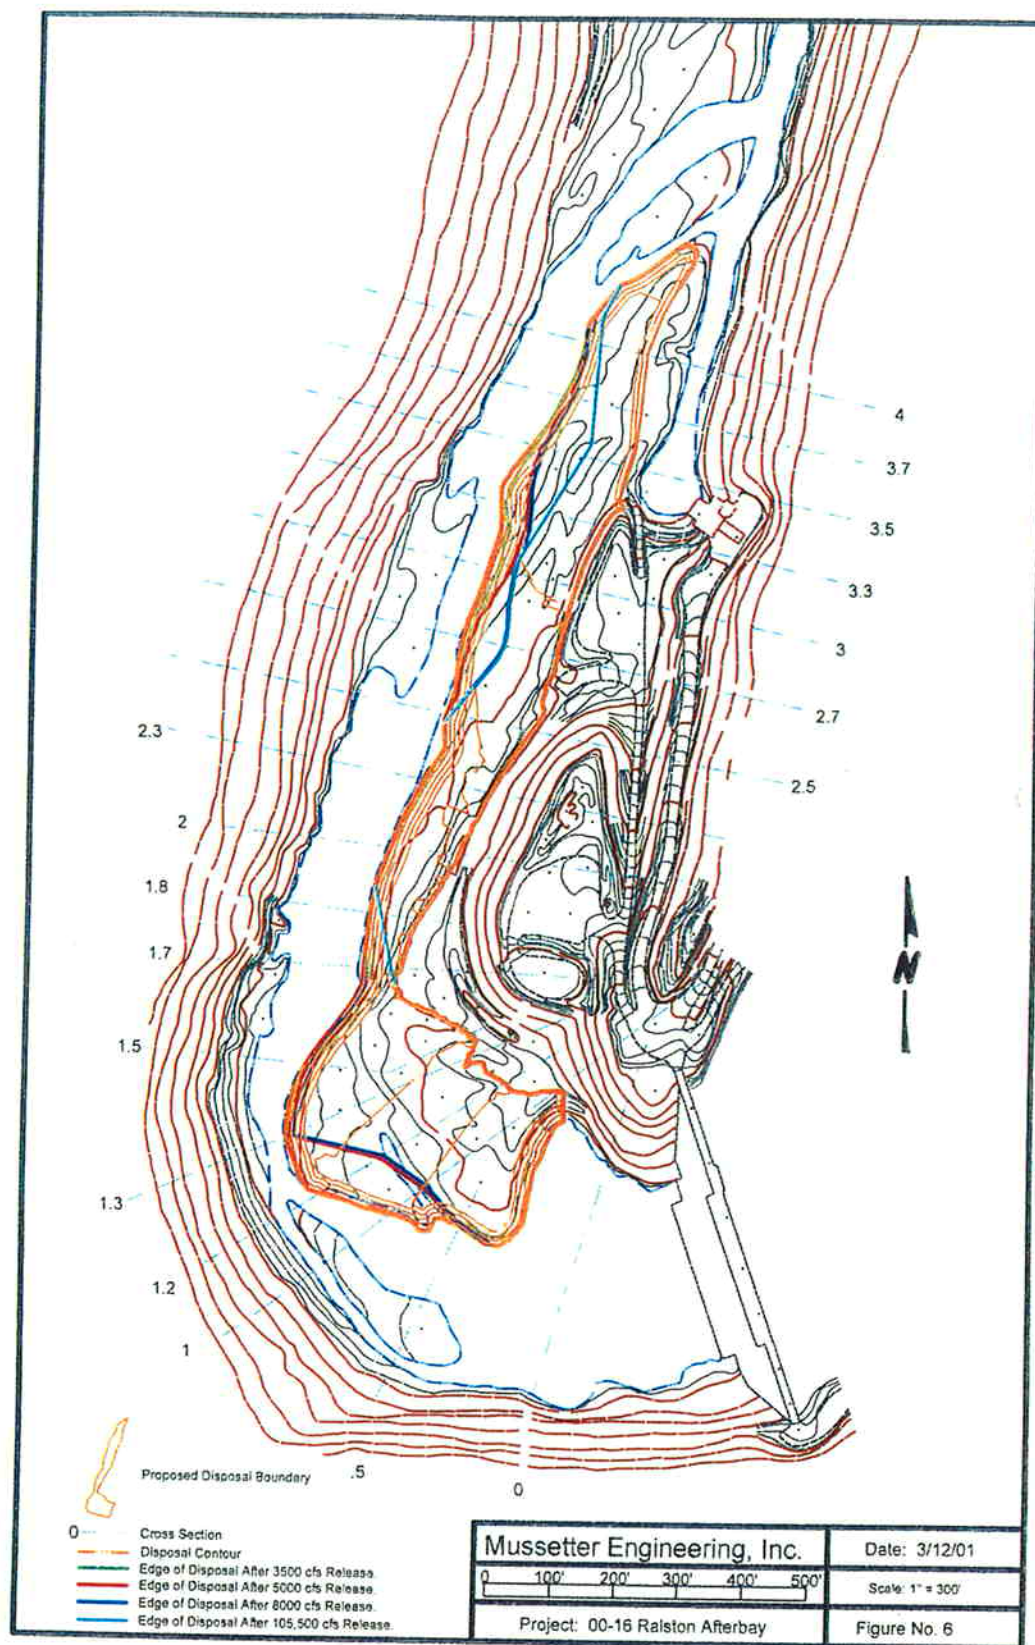 4
3.7
3.5
3.3
3
2.7
2.5
2.3
2
1.8
1.7
1.5
1.3
1.2
1
.5
0
N
Proposed Disposal Boundary
0 Cross Section
Disposal Contour
Edge of Disposal After 3500 cfs Release.
Edge of Disposal After 5000 cfs Release.
Edge of Disposal After 8000 cfs Release.
Edge of Disposal After 105,500 cfs Release.
Mussetter Engineering, Inc.
0 100' 200' 300' 400' 500'
Project: 00-16 Ralston Afterbay
Date: 3/12/01
Scale: 1" = 300'
Figure No. 6